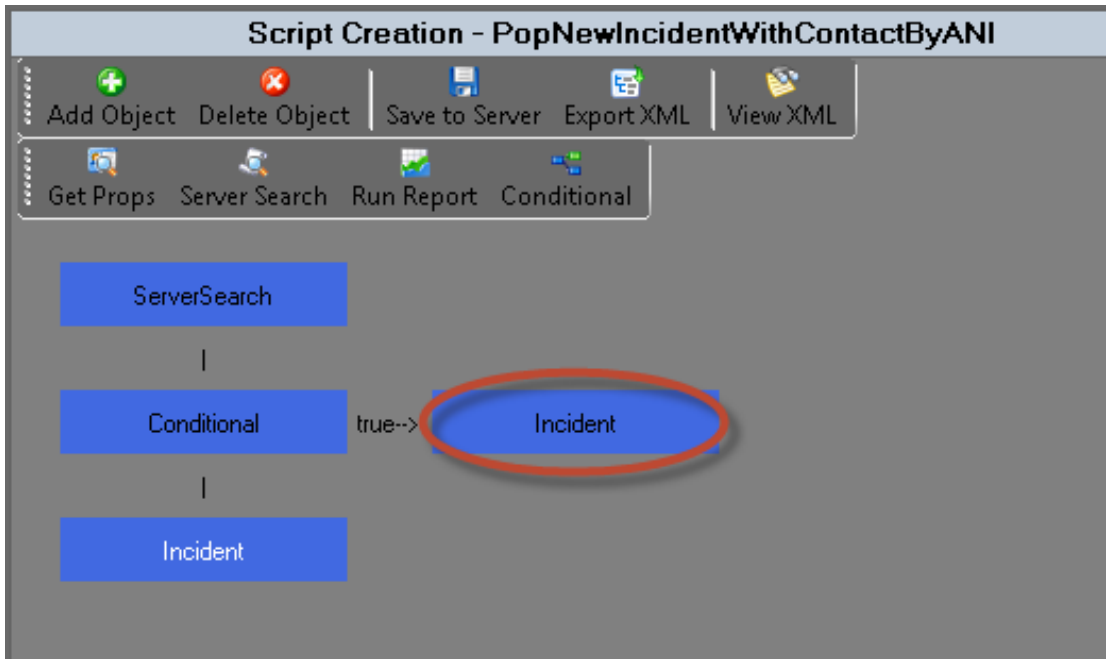 Script Creation - PopNewIncidentWithContactByANI
Add Object Delete Object Save to Server Export XML View XML
Get Props Server Search Run Report Conditional
ServerSearch
|
Conditional true--> Incident
|
Incident